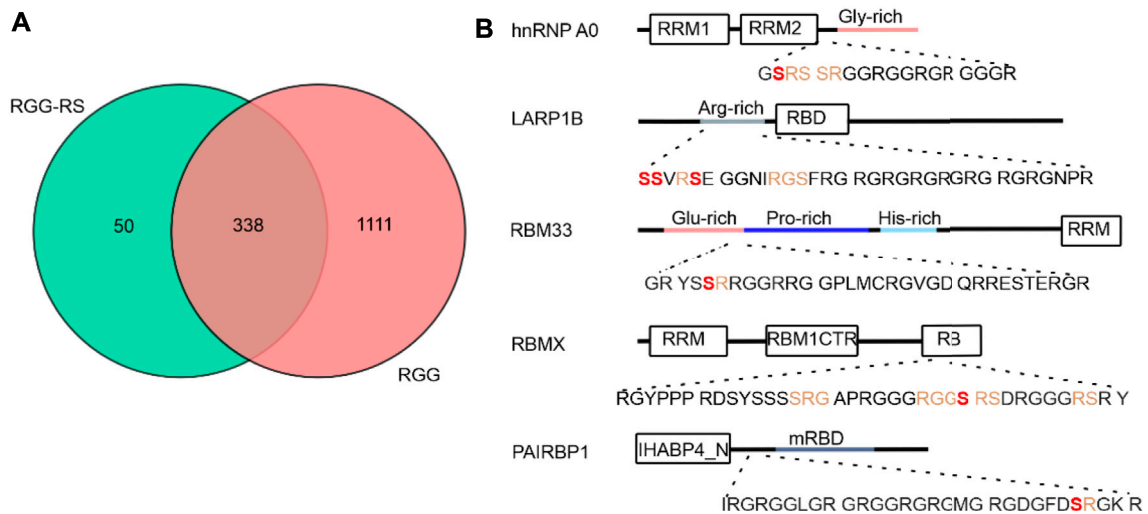 A
RGG-RS
50
338
1111
RGG
B
hnRNP A0
RRM1
RRM2
Gly-rich
GSRS SRGGRGGRGR GGGR
LARP1B
Arg-rich
RBD
SSVRSE GGNIRGSFRG RGRGRGRGRG RGRGNPR
RBM33
Glu-rich
Pro-rich
His-rich
RRM
GR YSSRRGGRRG GPLMCRGVGD QRRESTERGR
RBMX
RRM
RBM1CTR
RB
RGYPPP RDSYSSSSRG APRGGGRGGS RSDRGGGRSR Y
PAIRBP1
IHABP4_N
mRBD
IRGRGGLGR GRGGRGRGMG RGDGFDSRGK R